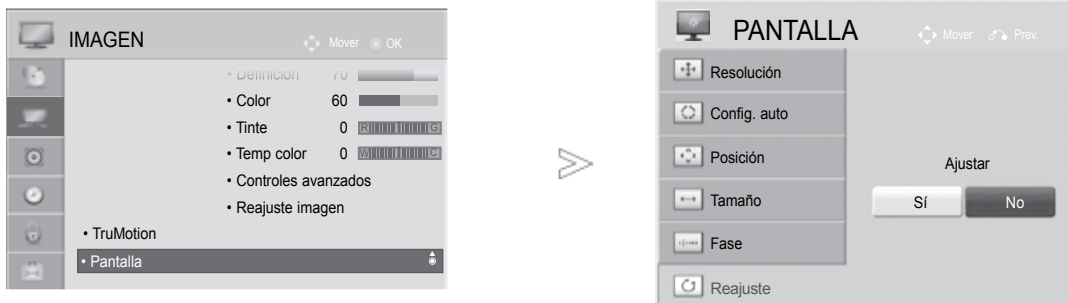 IMAGEN
Mover OK
• Definición 70
• Color 60
• Tinte 0 R G
• Temp color 0 W C
• Controles avanzados
• Reajuste imagen
• TruMotion
• Pantalla
PANTALLA
Mover Prev.
Resolución
Config. auto
Posición
Tamaño
Fase
Reajuste
Ajustar
Sí No